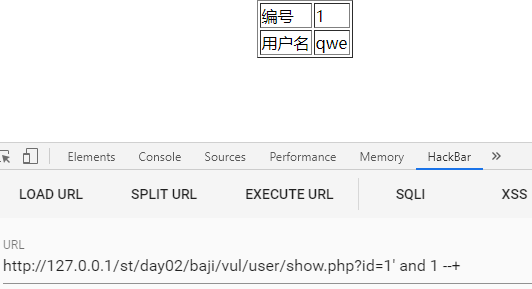 编号 1
用户名 qwe
Elements Console Sources Performance Memory HackBar »
LOAD URL SPLIT URL EXECUTE URL SQLI XSS
URL
http://127.0.0.1/st/day02/baji/vul/user/show.php?id=1' and 1 --+